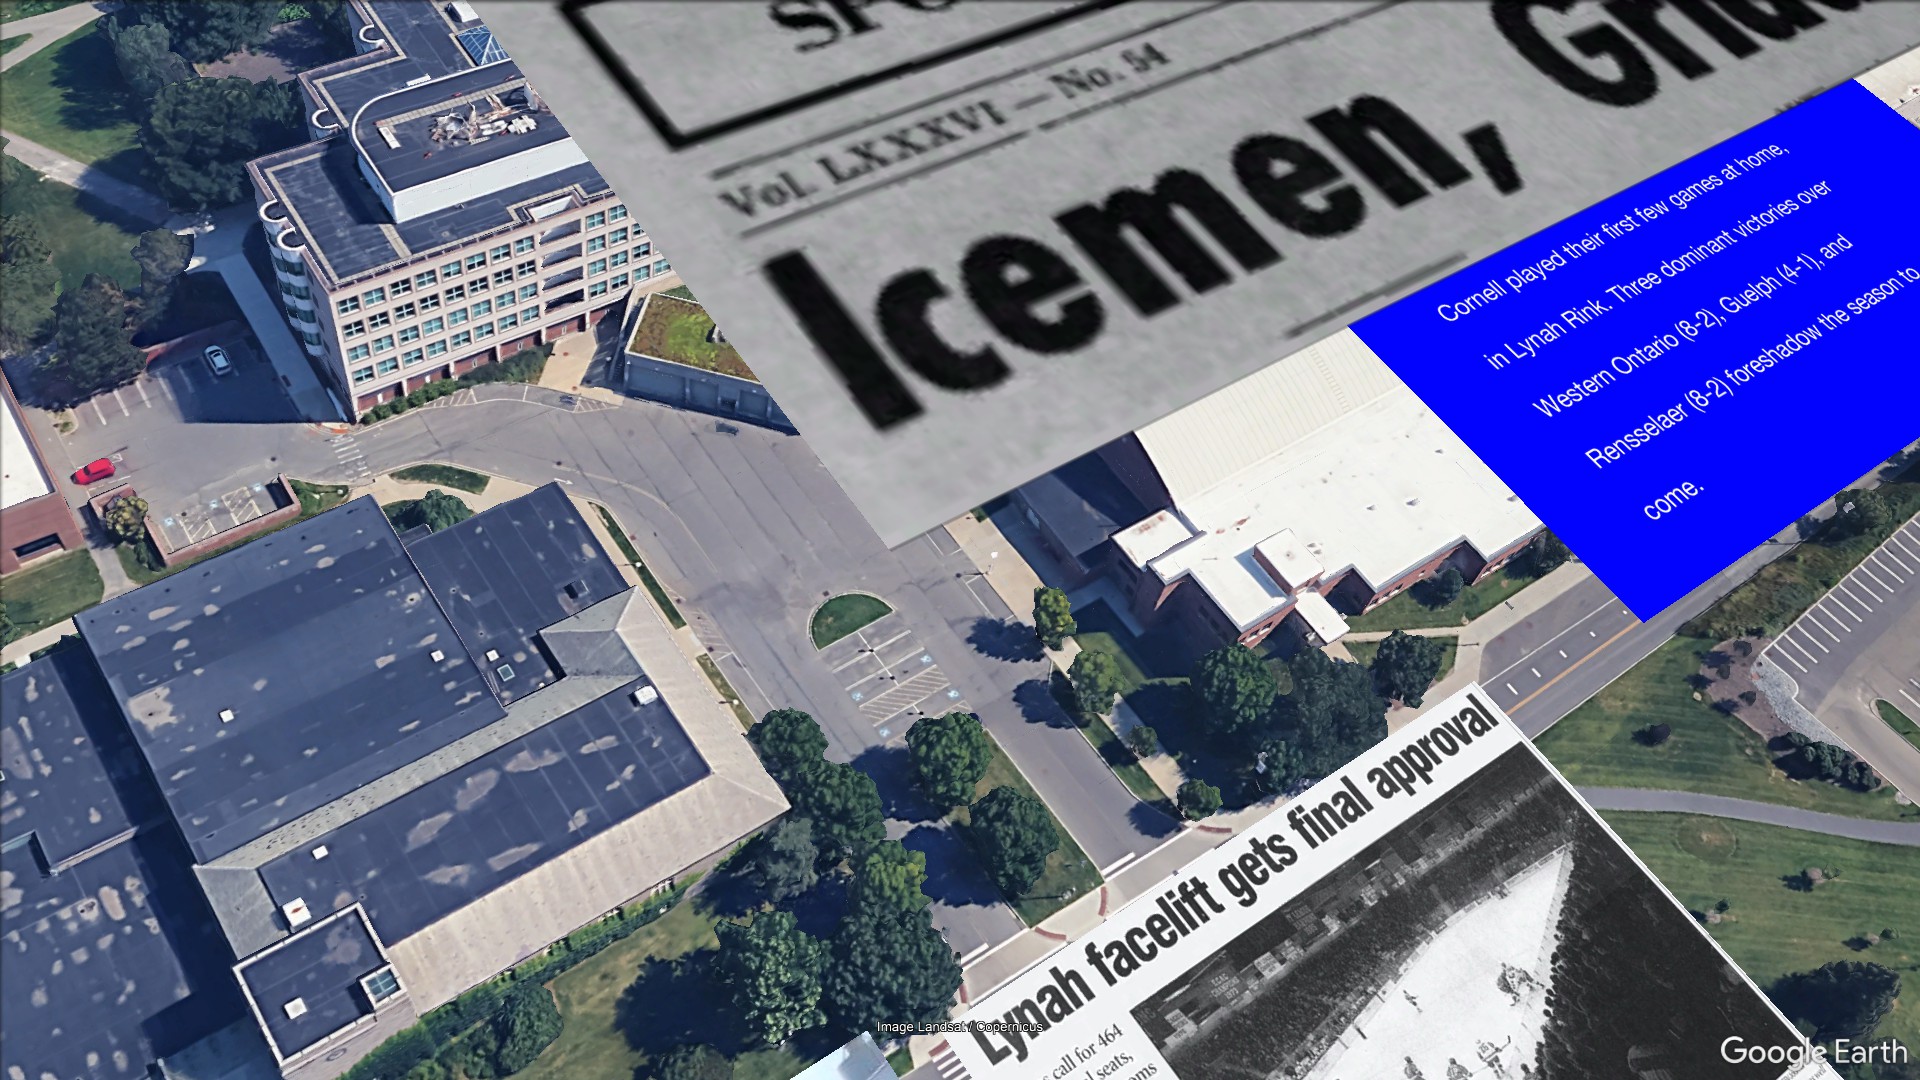 Vol. LXXXVI — No. 54
Icemen,
Cornell played their first few games at home,
in Lynah Rink. Three dominant victories over
Western Ontario (8-2), Guelph (4-1), and
Rensselaer (8-2) foreshadow the season to
come.
Lynah facelift gets final approval
call for 464
seats,
Image Landsat / Copernicus
Google Earth